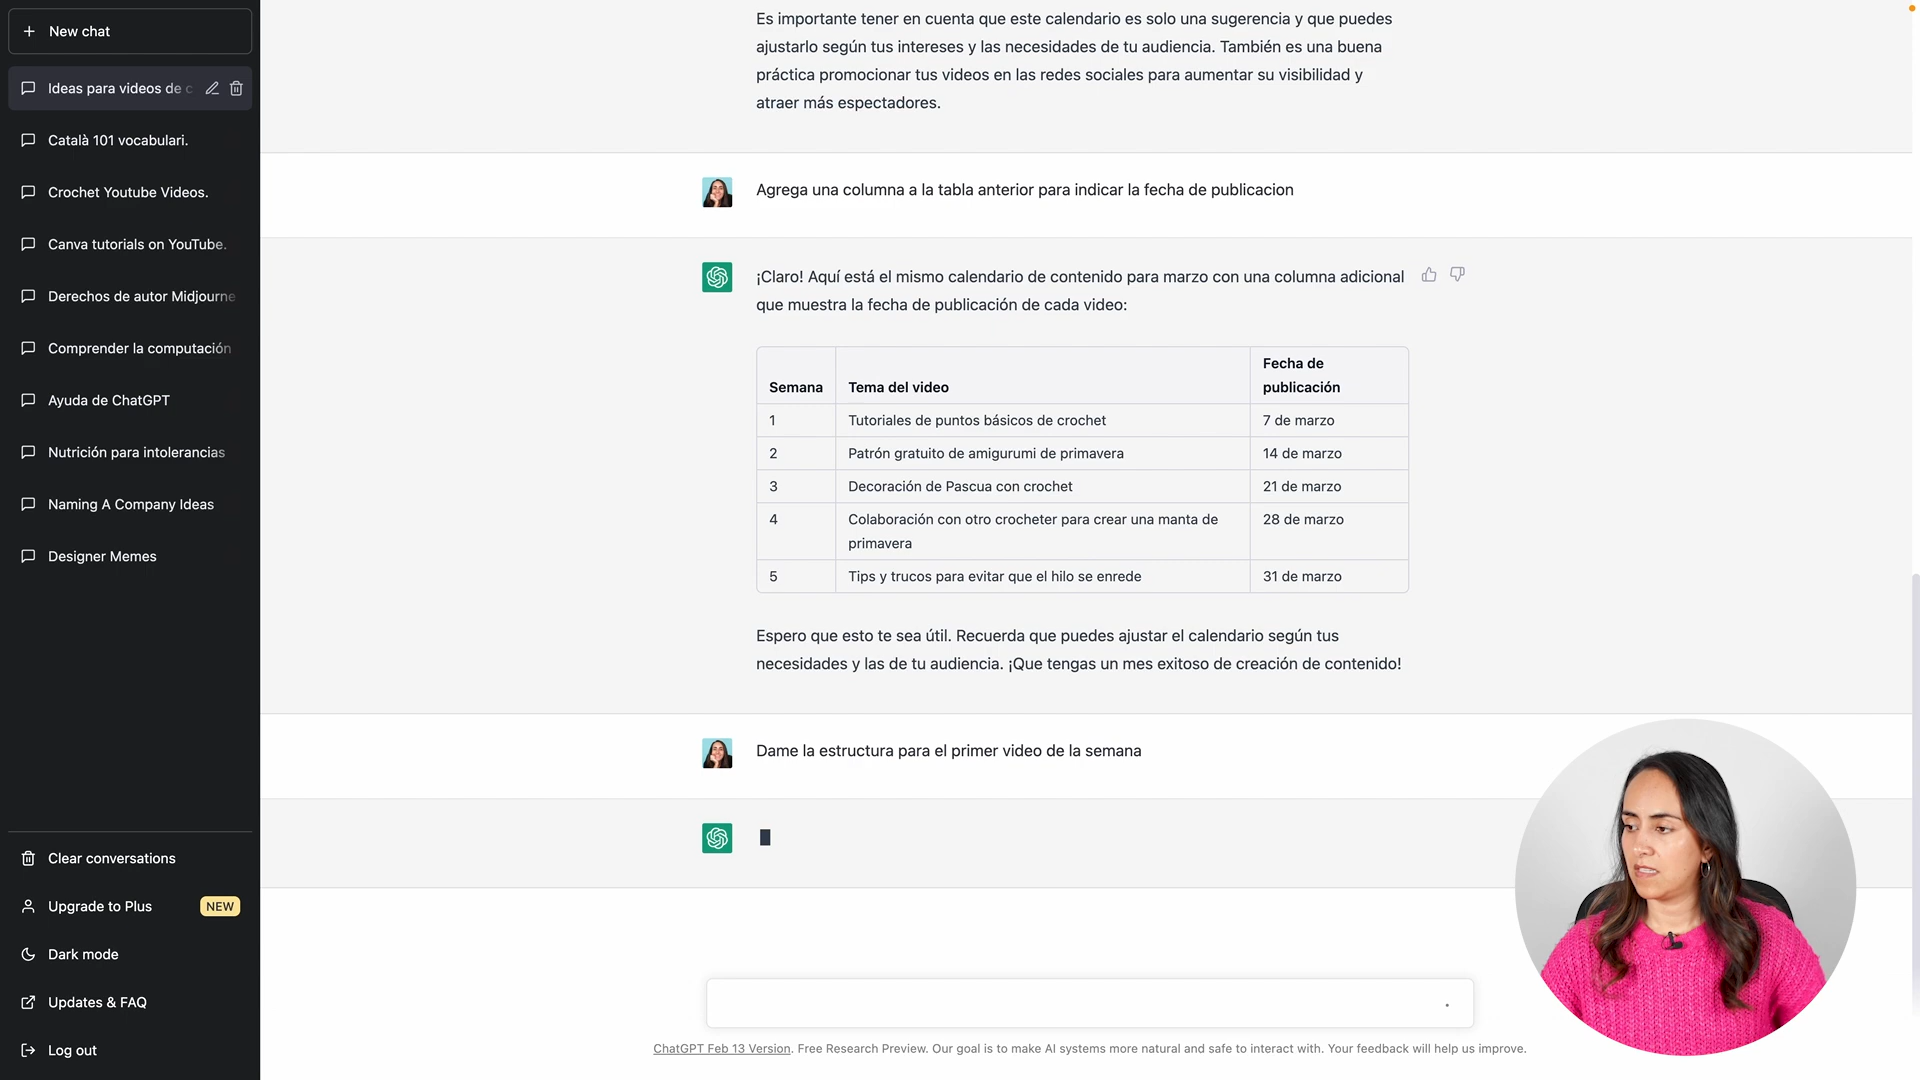 New chat
Ideas para videos de c
Català 101 vocabulari.
Crochet Youtube Videos.
Canva tutorials on YouTube.
Derechos de autor Midjourne
Comprender la computación
Ayuda de ChatGPT
Nutrición para intolerancias
Naming A Company Ideas
Designer Memes
Clear conversations
Upgrade to Plus NEW
Dark mode
Updates & FAQ
Log out
Es importante tener en cuenta que este calendario es solo una sugerencia y que puedes
ajustarlo según tus intereses y las necesidades de tu audiencia. También es una buena
práctica promocionar tus videos en las redes sociales para aumentar su visibilidad y
atraer más espectadores.
Agrega una columna a la tabla anterior para indicar la fecha de publicacion
¡Claro! Aquí está el mismo calendario de contenido para marzo con una columna adicional
que muestra la fecha de publicación de cada video:
Fecha de
Semana Tema del video publicación
1 Tutoriales de puntos básicos de crochet 7 de marzo
2 Patrón gratuito de amigurumi de primavera 14 de marzo
3 Decoración de Pascua con crochet 21 de marzo
4 Colaboración con otro crocheter para crear una manta de 28 de marzo
primavera
5 Tips y trucos para evitar que el hilo se enrede 31 de marzo
Espero que esto te sea útil. Recuerda que puedes ajustar el calendario según tus
necesidades y las de tu audiencia. ¡Que tengas un mes exitoso de creación de contenido!
Dame la estructura para el primer video de la semana
ChatGPT Feb 13 Version. Free Research Preview. Our goal is to make AI systems more natural and safe to interact with. Your feedback will help us improve.